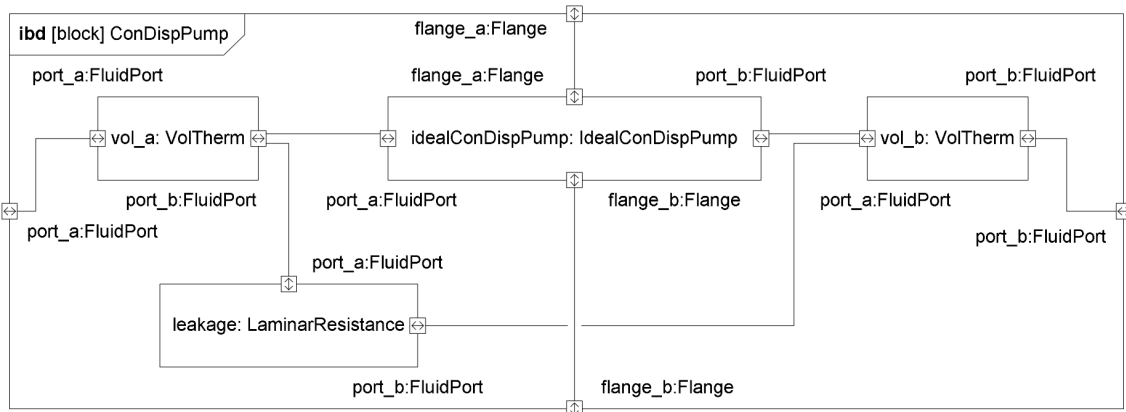 ibd [block] ConDispPump
flange_a:Flange
port_a:FluidPort
flange_a:Flange
port_b:FluidPort
port_b:FluidPort
vol_a: VolTherm
idealConDispPump: IdealConDispPump
vol_b: VolTherm
port_b:FluidPort
port_a:FluidPort
flange_b:Flange
port_a:FluidPort
port_a:FluidPort
port_b:FluidPort
port_a:FluidPort
leakage: LaminarResistance
port_b:FluidPort
flange_b:Flange